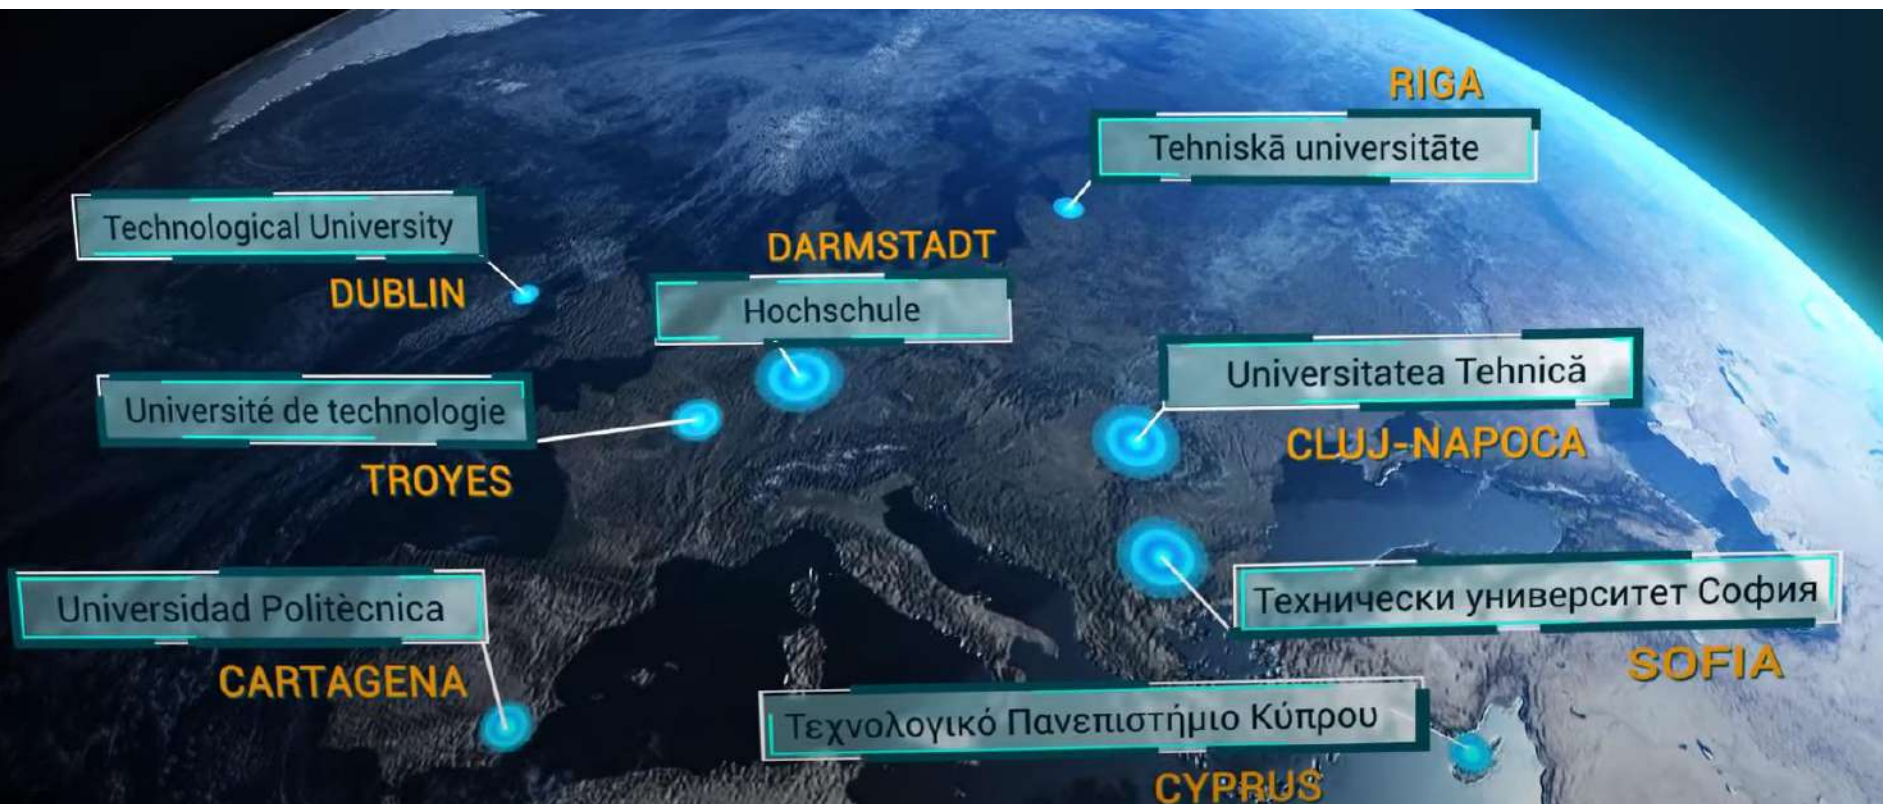 RIGA
Tehniskā universitāte
Technological University
DUBLIN
DARMSTADT
Hochschule
Universitatea Tehnică
CLUJ-NAPOCA
Université de technologie
TROYES
Universidad Politècnica
CARTAGENA
Технически университет София
SOFIA
Τεχνολογικό Πανεπιστήμιο Κύπρου
CYPRUS